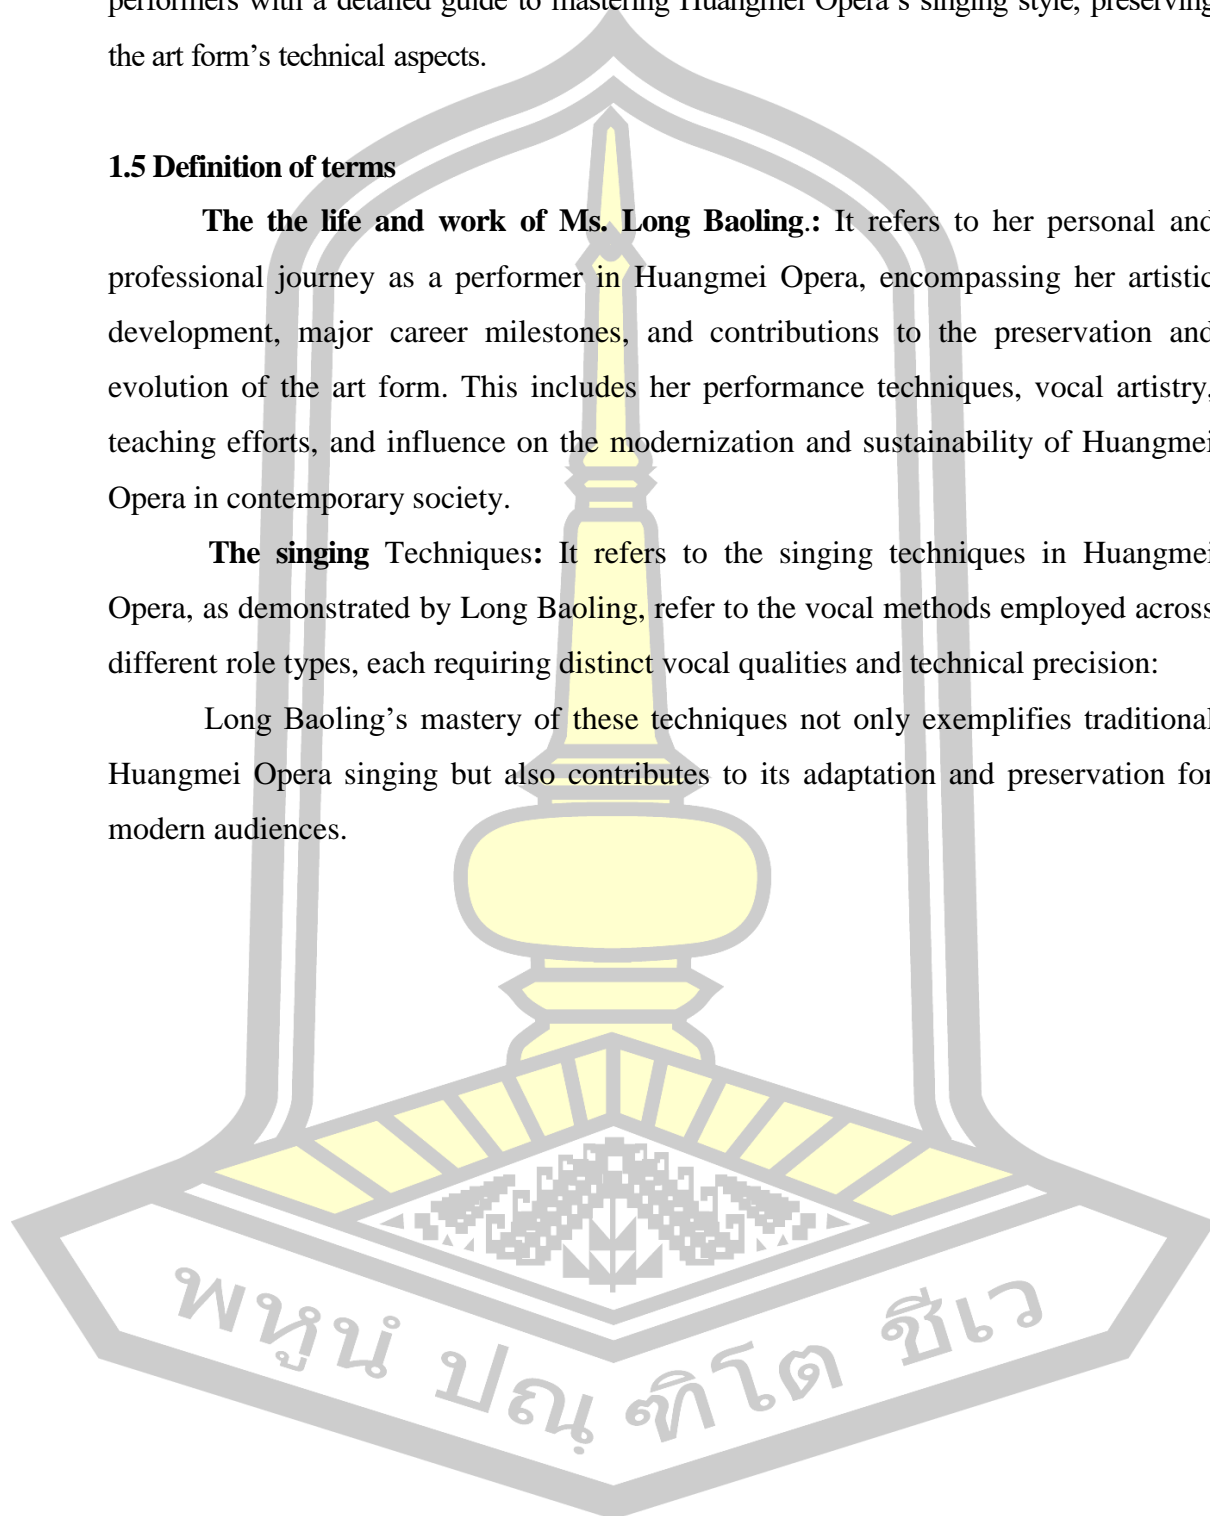 performers with a detailed guide to mastering Huangmei Opera's singing style, preserving
the art form's technical aspects.
1.5 Definition of terms
The the life and work of Ms. Long Baoling.: It refers to her personal and
professional journey as a performer in Huangmei Opera, encompassing her artistic
development, major career milestones, and contributions to the preservation and
evolution of the art form. This includes her performance techniques, vocal artistry,
teaching efforts, and influence on the modernization and sustainability of Huangmei
Opera in contemporary society.
The singing Techniques: It refers to the singing techniques in Huangmei
Opera, as demonstrated by Long Baoling, refer to the vocal methods employed across
different role types, each requiring distinct vocal qualities and technical precision:
Long Baoling's mastery of these techniques not only exemplifies traditional
Huangmei Opera singing but also contributes to its adaptation and preservation for
modern audiences.
พหูนํ ปณฺ ฑิโต ชีเว